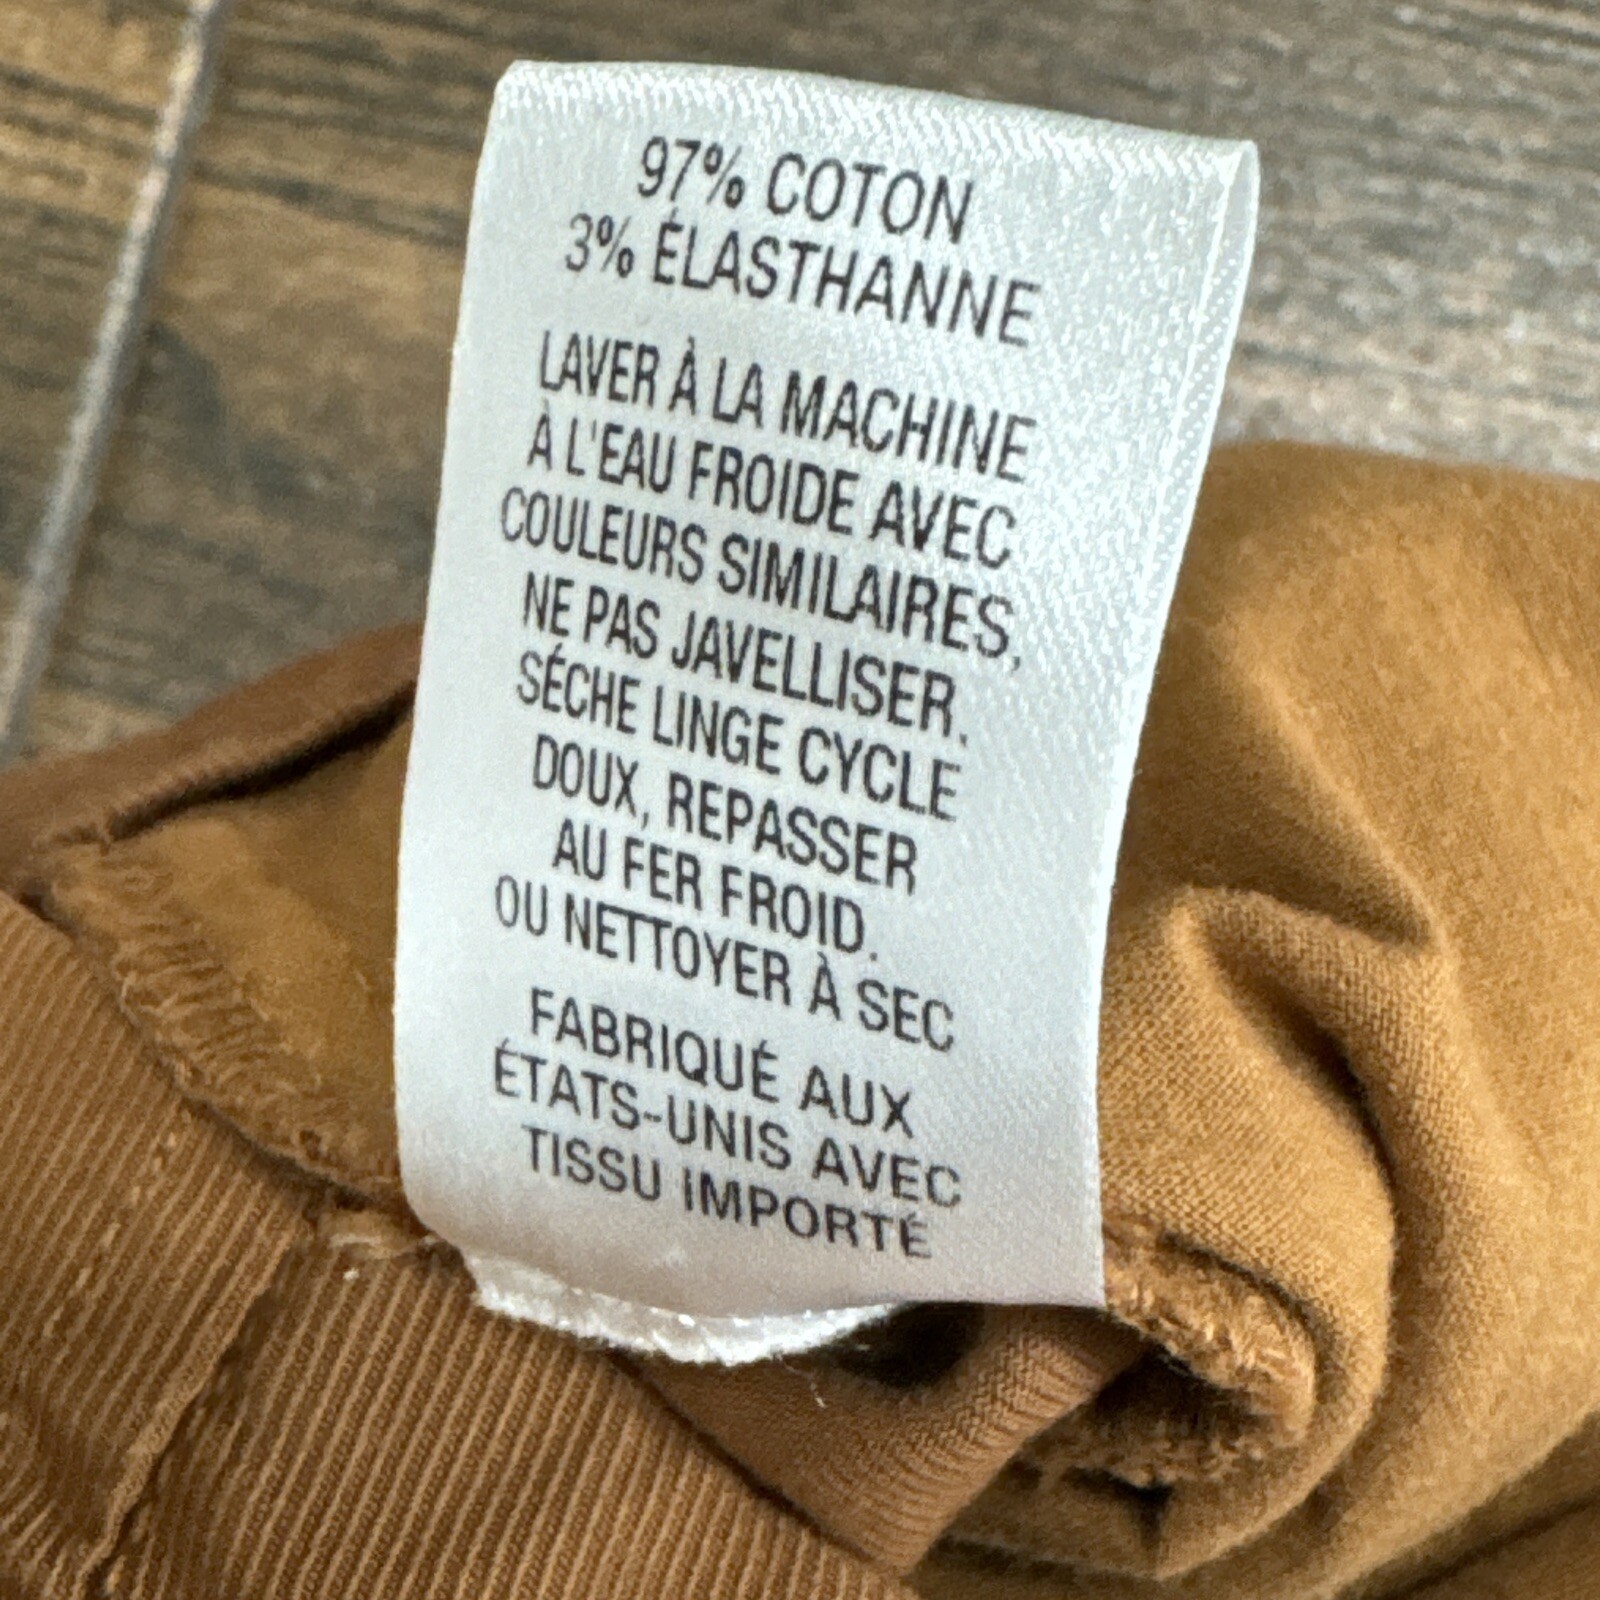 97% COTON
3% ÉLASTHANNE
LAVER À LA MACHINE
À L'EAU FROIDE AVEC
COULEURS SIMILAIRES,
NE PAS JAVELLISER.
SÉCHE LINGE CYCLE
DOUX, REPASSER
AU FER FROID.
OU NETTOYER À SEC
FABRIQUÉ AUX
ÉTATS-UNIS AVEC
TISSU IMPORTÉ